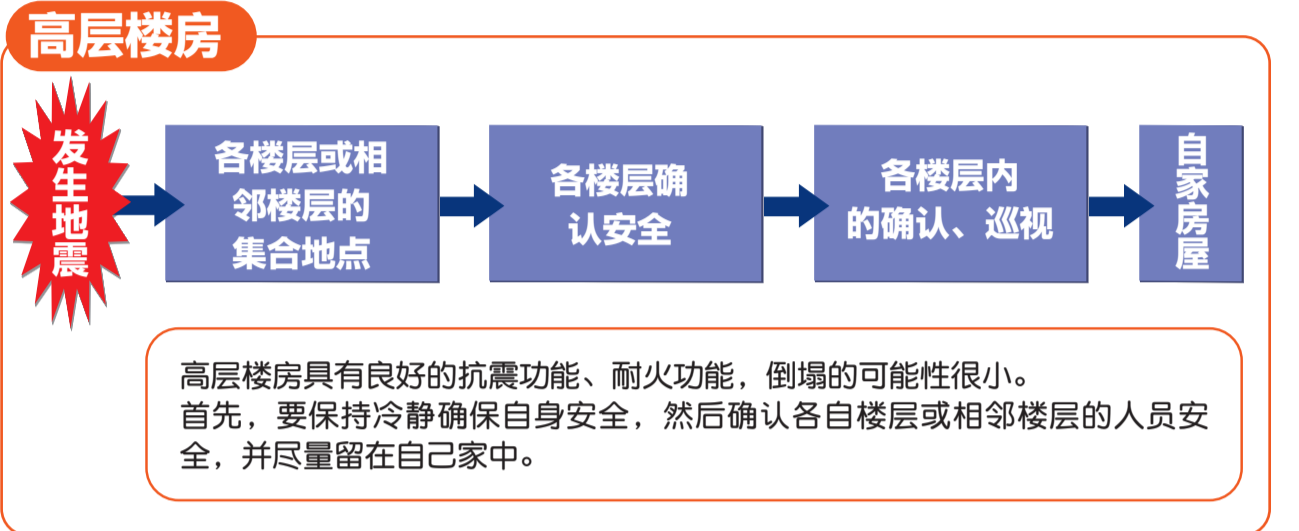 高层楼房
发生地震
各楼层或相
邻楼层的
集合地点
各楼层确
认安全
各楼层内
的确认、巡视
自家房屋
高层楼房具有良好的抗震功能、耐火功能，倒塌的可能性很小。
首先，要保持冷静确保自身安全，然后确认各自楼层或相邻楼层的人员安
全，并尽量留在自己家中。